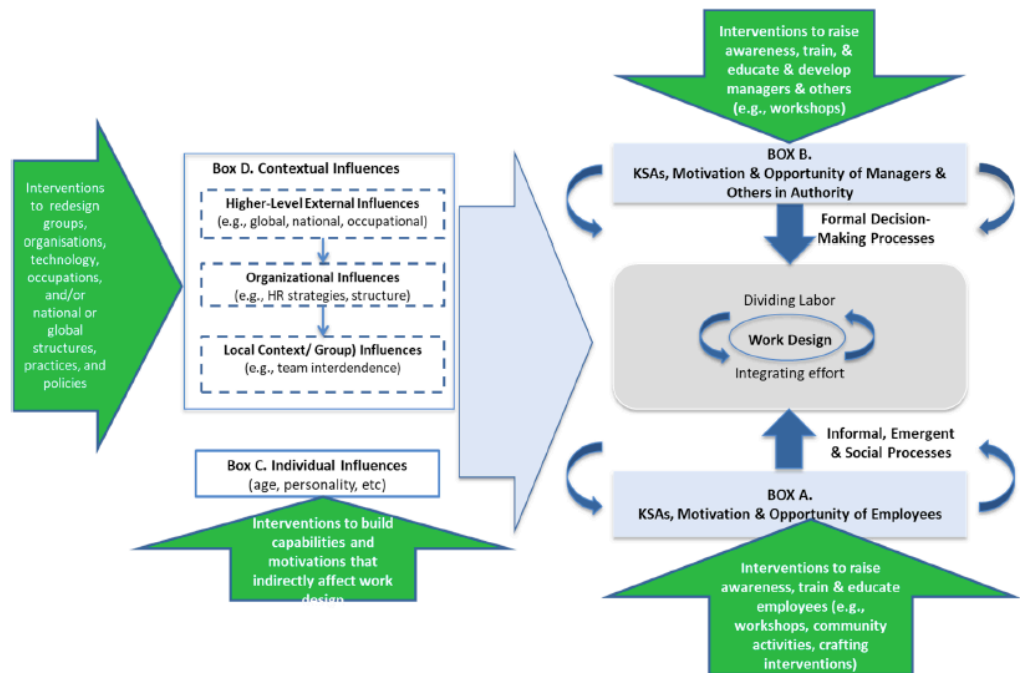 Interventions to raise
awareness, train, &
educate & develop
managers & others
(e.g., workshops)
Interventions
to redesign
groups,
organisations,
technology,
occupations,
and/or
national or
global
structures,
practices, and
policies
Box D. Contextual Influences
Higher-Level External Influences
(e.g., global, national, occupational)
Organizational Influences
(e.g., HR strategies, structure)
Local Context/ Group) Influences
(e.g., team interdendence)
Box C. Individual Influences
(age, personality, etc)
Interventions to build
capabilities and
motivations that
indirectly affect work
design
BOX B.
KSAs, Motivation & Opportunity of Managers &
Others in Authority
Formal Decision-
Making Processes
Dividing Labor
Work Design
Integrating effort
Informal, Emergent
& Social Processes
BOX A.
KSAs, Motivation & Opportunity of Employees
Interventions to raise
awareness, train & educate
employees (e.g.,
workshops, community
activities, crafting
interventions)